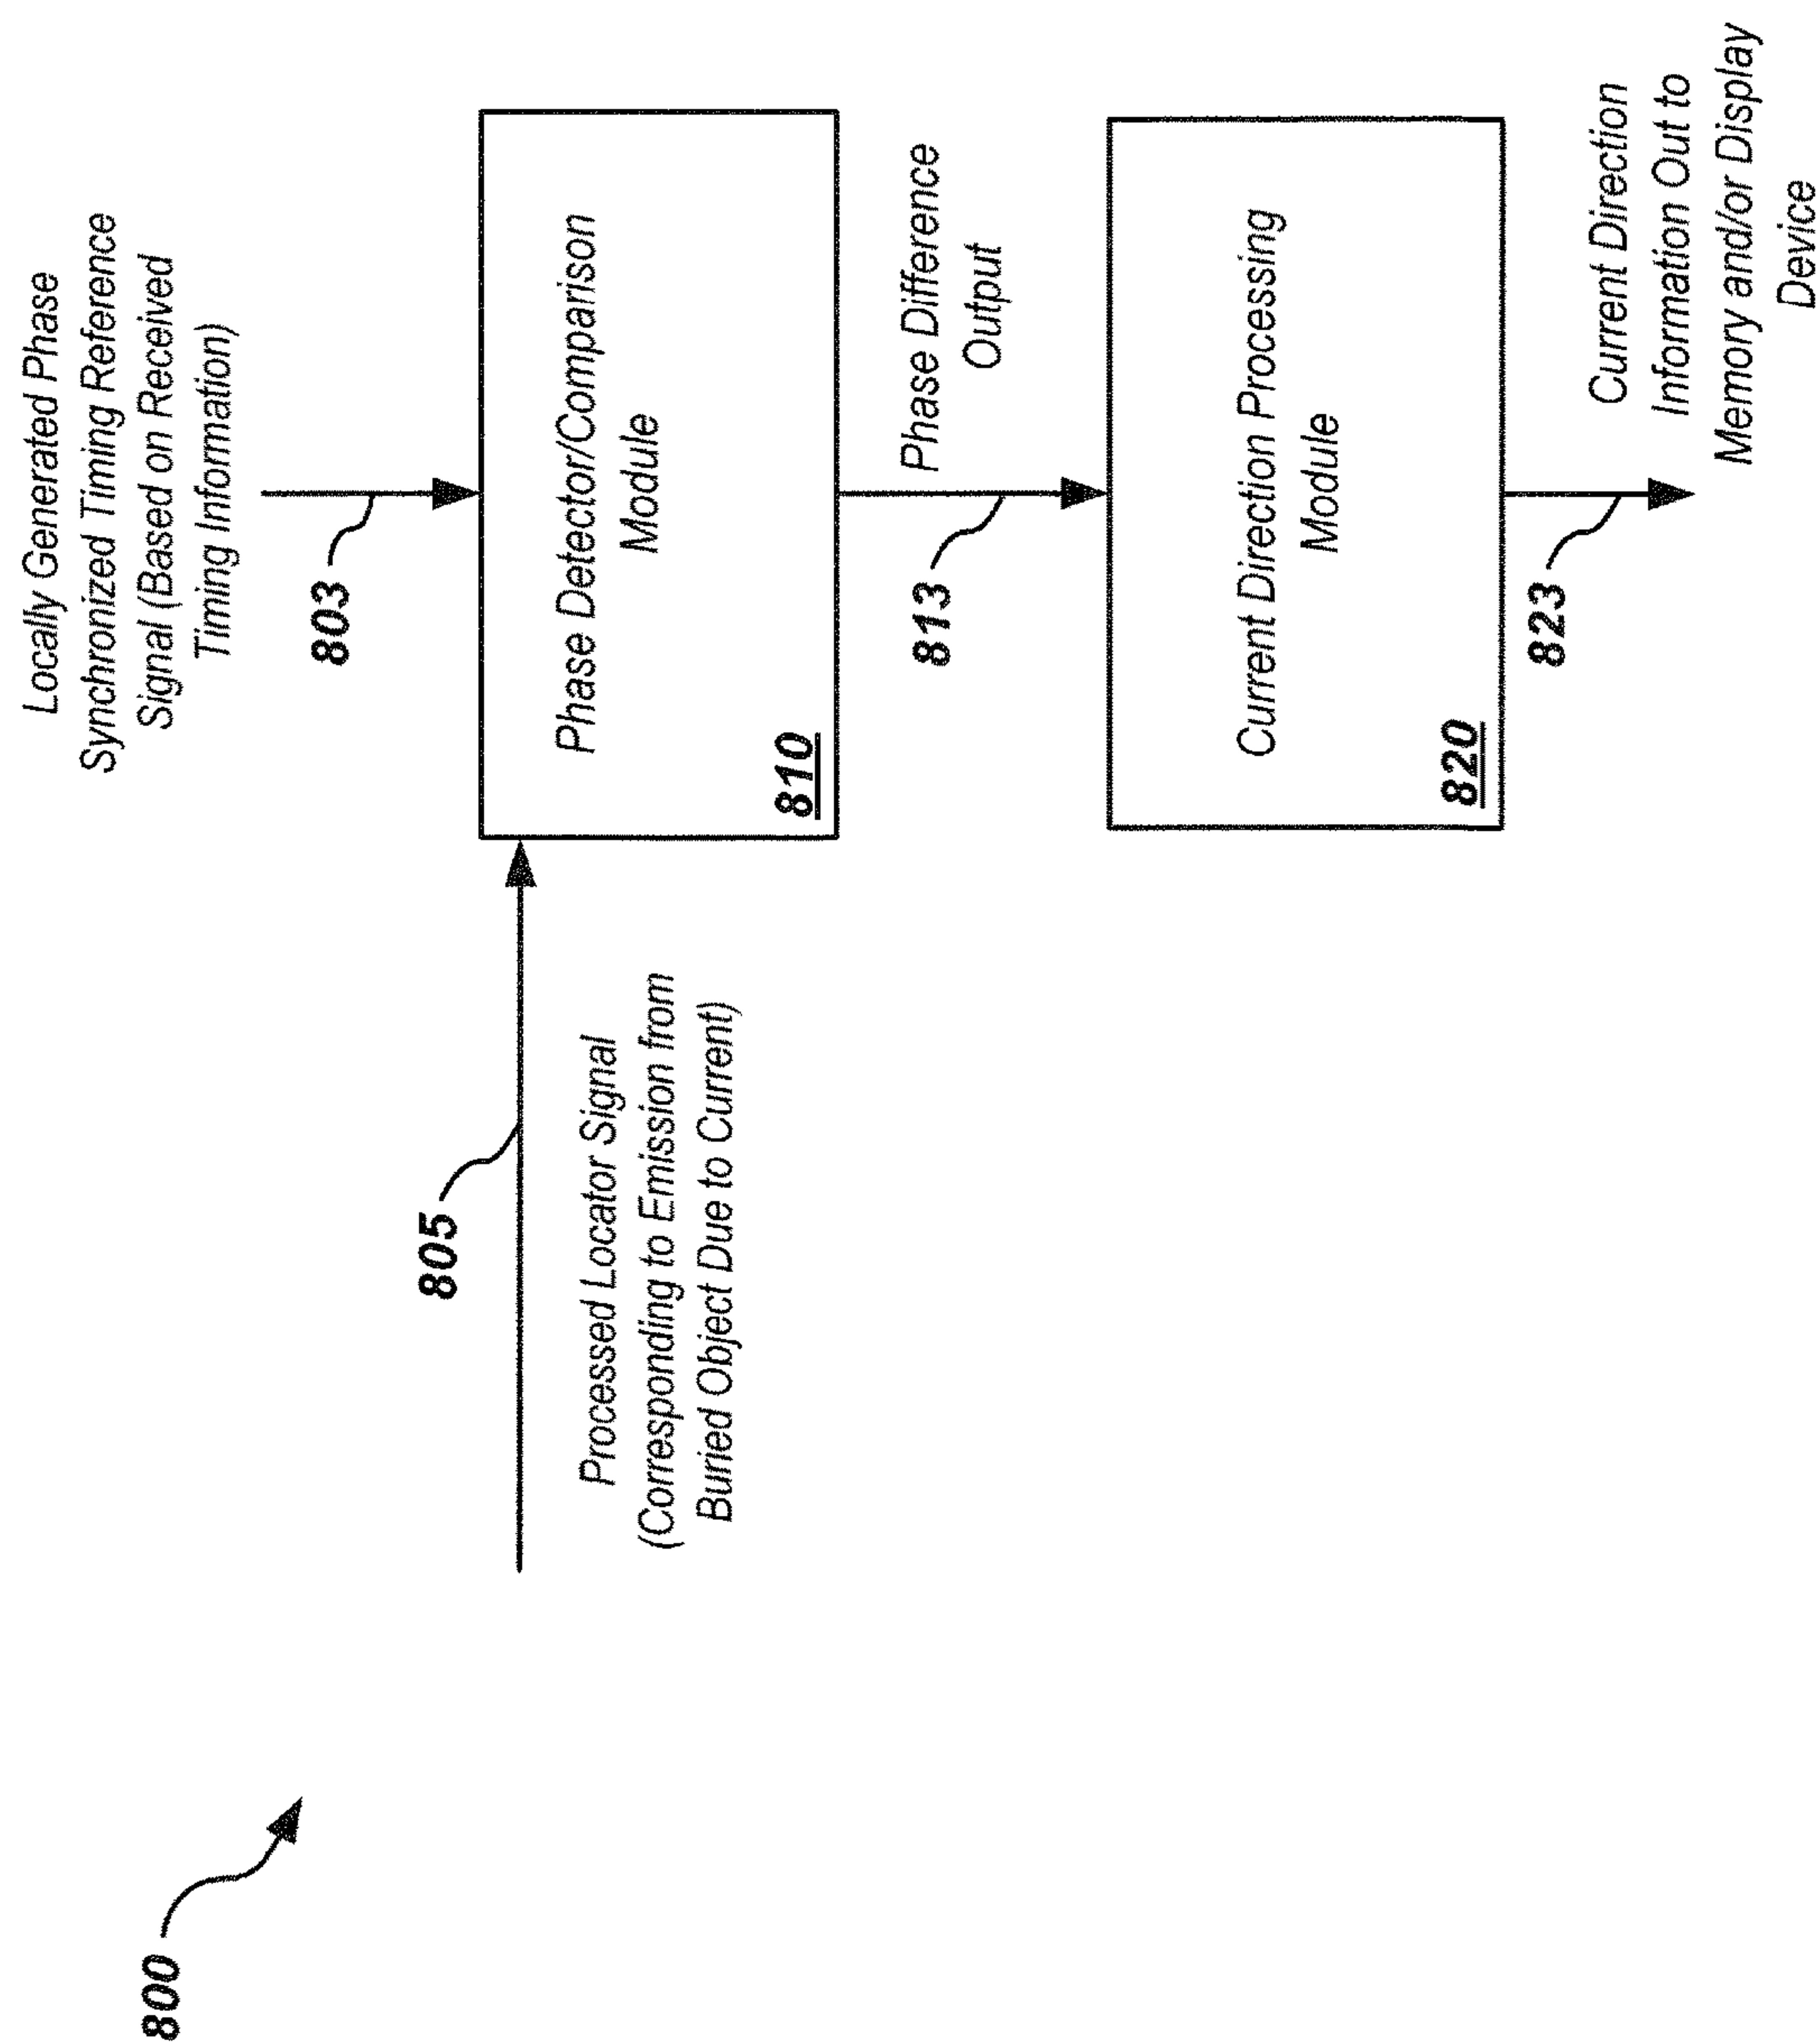 800
805
Processed Locator Signal
(Corresponding to Emission from
Buried Object Due to Current)
Locally Generated Phase
Synchronized Timing Reference
Signal (Based on Received
Timing Information)
803
Phase Detector/Comparison
Module
810
813
Phase Difference
Output
Current Direction Processing
Module
820
823
Current Direction
Information Out to
Memory and/or Display
Device